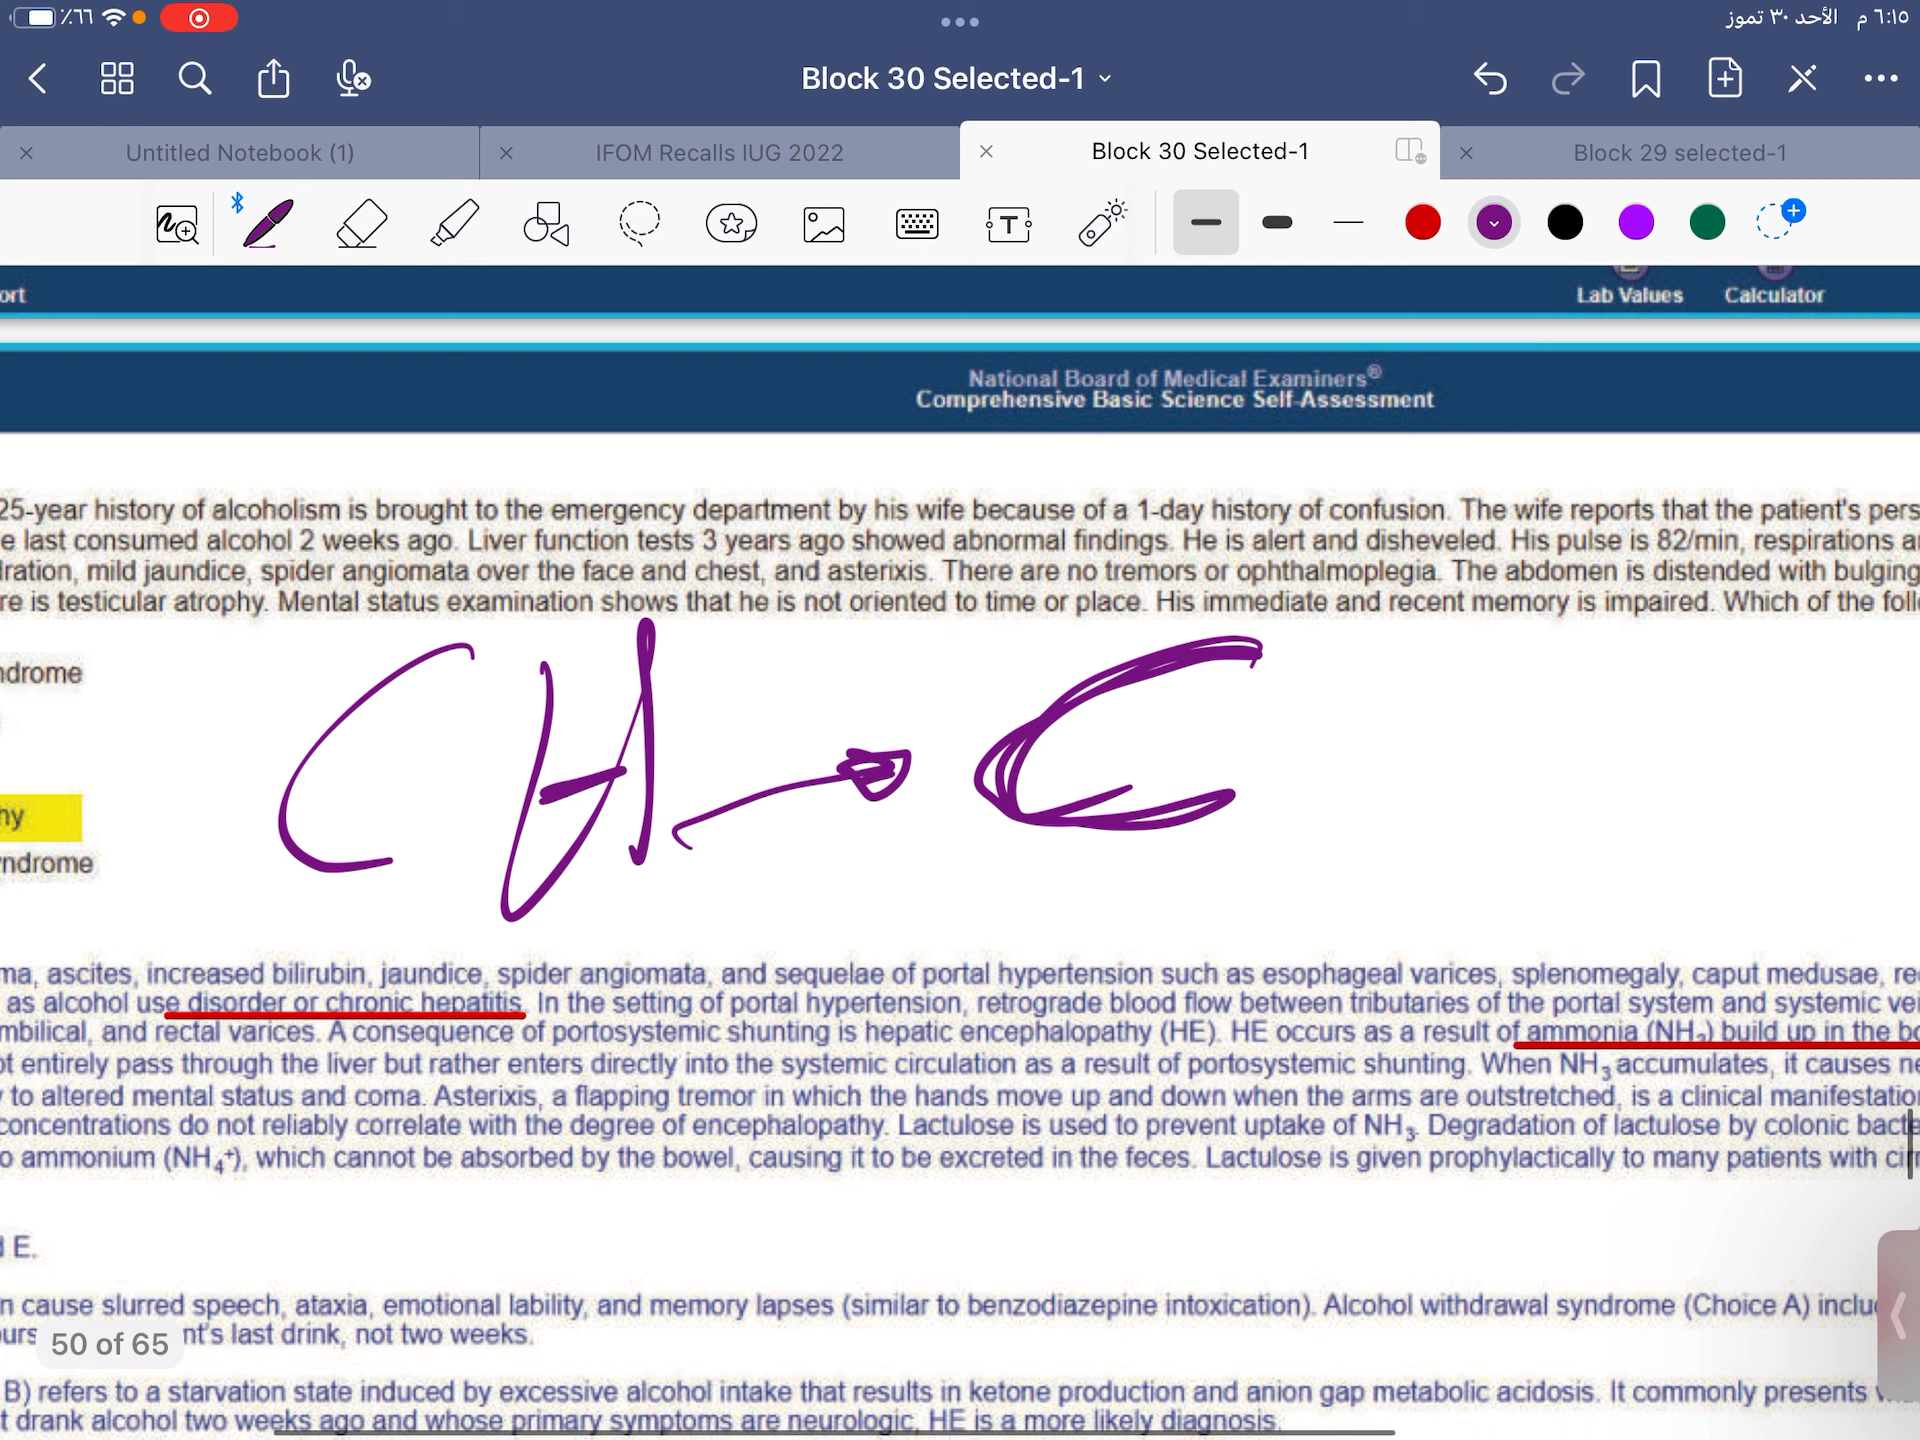 ٪٦٦
الأحد ٣٠ تموز ٦:١٥ م
Block 30 Selected-1
Untitled Notebook (1)
IFOM Recalls IUG 2022
Block 30 Selected-1
Block 29 selected-1
ort
Lab Values Calculator
National Board of Medical Examiners®
Comprehensive Basic Science Self-Assessment
25-year history of alcoholism is brought to the emergency department by his wife because of a 1-day history of confusion. The wife reports that the patient's pers
e last consumed alcohol 2 weeks ago. Liver function tests 3 years ago showed abnormal findings. He is alert and disheveled. His pulse is 82/min, respirations a
dration, mild jaundice, spider angiomata over the face and chest, and asterixis. There are no tremors or ophthalmoplegia. The abdomen is distended with bulging
re is testicular atrophy. Mental status examination shows that he is not oriented to time or place. His immediate and recent memory is impaired. Which of the foll
ndrome
CH → C
hy
yndrome
ma, ascites, increased bilirubin, jaundice, spider angiomata, and sequelae of portal hypertension such as esophageal varices, splenomegaly, caput medusae, re
as alcohol use disorder or chronic hepatitis. In the setting of portal hypertension, retrograde blood flow between tributaries of the portal system and systemic ve
mbilical, and rectal varices. A consequence of portosystemic shunting is hepatic encephalopathy (HE). HE occurs as a result of ammonia (NH₃) build up in the bo
ot entirely pass through the liver but rather enters directly into the systemic circulation as a result of portosystemic shunting. When NH₃ accumulates, it causes ne
to altered mental status and coma. Asterixis, a flapping tremor in which the hands move up and down when the arms are outstretched, is a clinical manifestatio
concentrations do not reliably correlate with the degree of encephalopathy. Lactulose is used to prevent uptake of NH₃. Degradation of lactulose by colonic bacte
o ammonium (NH₄⁺), which cannot be absorbed by the bowel, causing it to be excreted in the feces. Lactulose is given prophylactically to many patients with cirr
d E.
n cause slurred speech, ataxia, emotional lability, and memory lapses (similar to benzodiazepine intoxication). Alcohol withdrawal syndrome (Choice A) inclu
ours nt's last drink, not two weeks.
50 of 65
B) refers to a starvation state induced by excessive alcohol intake that results in ketone production and anion gap metabolic acidosis. It commonly presents
t drank alcohol two weeks ago and whose primary symptoms are neurologic, HE is a more likely diagnosis.